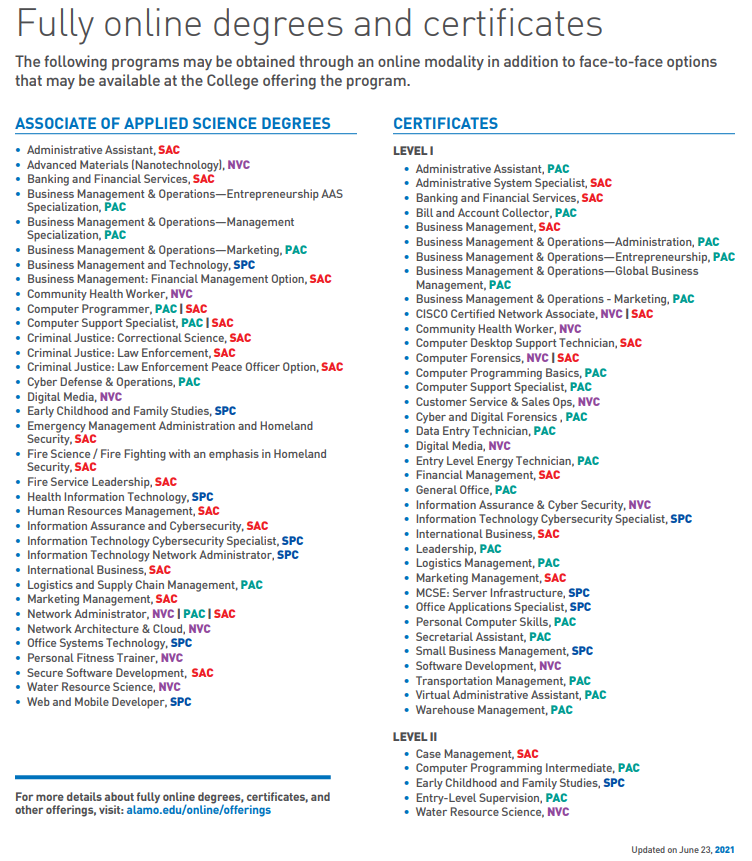 Fully online degrees and certificates
The following programs may be obtained through an online modality in addition to face-to-face options
that may be available at the College offering the program.
ASSOCIATE OF APPLIED SCIENCE DEGREES
• Administrative Assistant, SAC
• Advanced Materials (Nanotechnology), NVC
• Banking and Financial Services, SAC
• Business Management & Operations—Entrepreneurship AAS
Specialization, PAC
• Business Management & Operations—Management
Specialization, PAC
• Business Management & Operations—Marketing, PAC
• Business Management and Technology, SPC
• Business Management: Financial Management Option, SAC
• Community Health Worker, NVC
• Computer Programmer, PAC | SAC
• Computer Support Specialist, PAC | SAC
• Criminal Justice: Correctional Science, SAC
• Criminal Justice: Law Enforcement, SAC
• Criminal Justice: Law Enforcement Peace Officer Option, SAC
• Cyber Defense & Operations, PAC
• Digital Media, NVC
• Early Childhood and Family Studies, SPC
• Emergency Management Administration and Homeland
Security, SAC
• Fire Science / Fire Fighting with an emphasis in Homeland
Security, SAC
• Fire Service Leadership, SAC
• Health Information Technology, SPC
• Human Resources Management, SAC
• Information Assurance and Cybersecurity, SAC
• Information Technology Cybersecurity Specialist, SPC
• Information Technology Network Administrator, SPC
• International Business, SAC
• Logistics and Supply Chain Management, PAC
• Marketing Management, SAC
• Network Administrator, NVC | PAC | SAC
• Network Architecture & Cloud, NVC
• Office Systems Technology, SPC
• Personal Fitness Trainer, NVC
• Secure Software Development, SAC
• Water Resource Science, NVC
• Web and Mobile Developer, SPC
For more details about fully online degrees, certificates, and
other offerings, visit: alamo.edu/online/offerings
CERTIFICATES
LEVEL I
• Administrative Assistant, PAC
• Administrative System Specialist, SAC
• Banking and Financial Services, SAC
• Bill and Account Collector, PAC
• Business Management, SAC
• Business Management & Operations—Administration, PAC
• Business Management & Operations—Entrepreneurship, PAC
• Business Management & Operations—Global Business
Management, PAC
• Business Management & Operations - Marketing, PAC
• CISCO Certified Network Associate, NVC | SAC
• Community Health Worker, NVC
• Computer Desktop Support Technician, SAC
• Computer Forensics, NVC | SAC
• Computer Programming Basics, PAC
• Computer Support Specialist, PAC
• Customer Service & Sales Ops, NVC
• Cyber and Digital Forensics , PAC
• Data Entry Technician, PAC
• Digital Media, NVC
• Entry Level Energy Technician, PAC
• Financial Management, SAC
• General Office, PAC
• Information Assurance & Cyber Security, NVC
• Information Technology Cybersecurity Specialist, SPC
• International Business, SAC
• Leadership, PAC
• Logistics Management, PAC
• Marketing Management, SAC
• MCSE: Server Infrastructure, SPC
• Office Applications Specialist, SPC
• Personal Computer Skills, PAC
• Secretarial Assistant, PAC
• Small Business Management, SPC
• Software Development, NVC
• Transportation Management, PAC
• Virtual Administrative Assistant, PAC
• Warehouse Management, PAC
LEVEL II
• Case Management, SAC
• Computer Programming Intermediate, PAC
• Early Childhood and Family Studies, SPC
• Entry-Level Supervision, PAC
• Water Resource Science, NVC
Updated on June 23, 2021